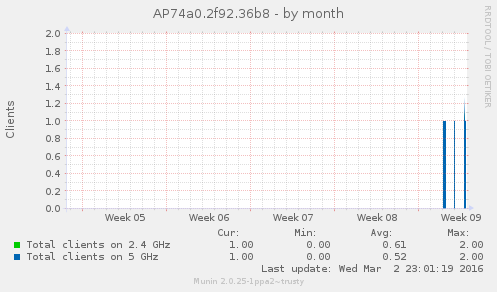 AP74a0.2f92.36b8 - by month
RRDTOOL / TOBI OETIKER
Clients
2.0
1.8
1.6
1.4
1.2
1.0
0.8
0.6
0.4
0.2
0.0
Week 05 Week 06 Week 07 Week 08 Week 09
Cur: Min: Avg: Max:
Total clients on 2.4 GHz 1.00 0.00 0.61 2.00
Total clients on 5 GHz 1.00 0.00 0.52 2.00
Last update: Wed Mar 2 23:01:19 2016
Munin 2.0.25-1ppa2~trusty